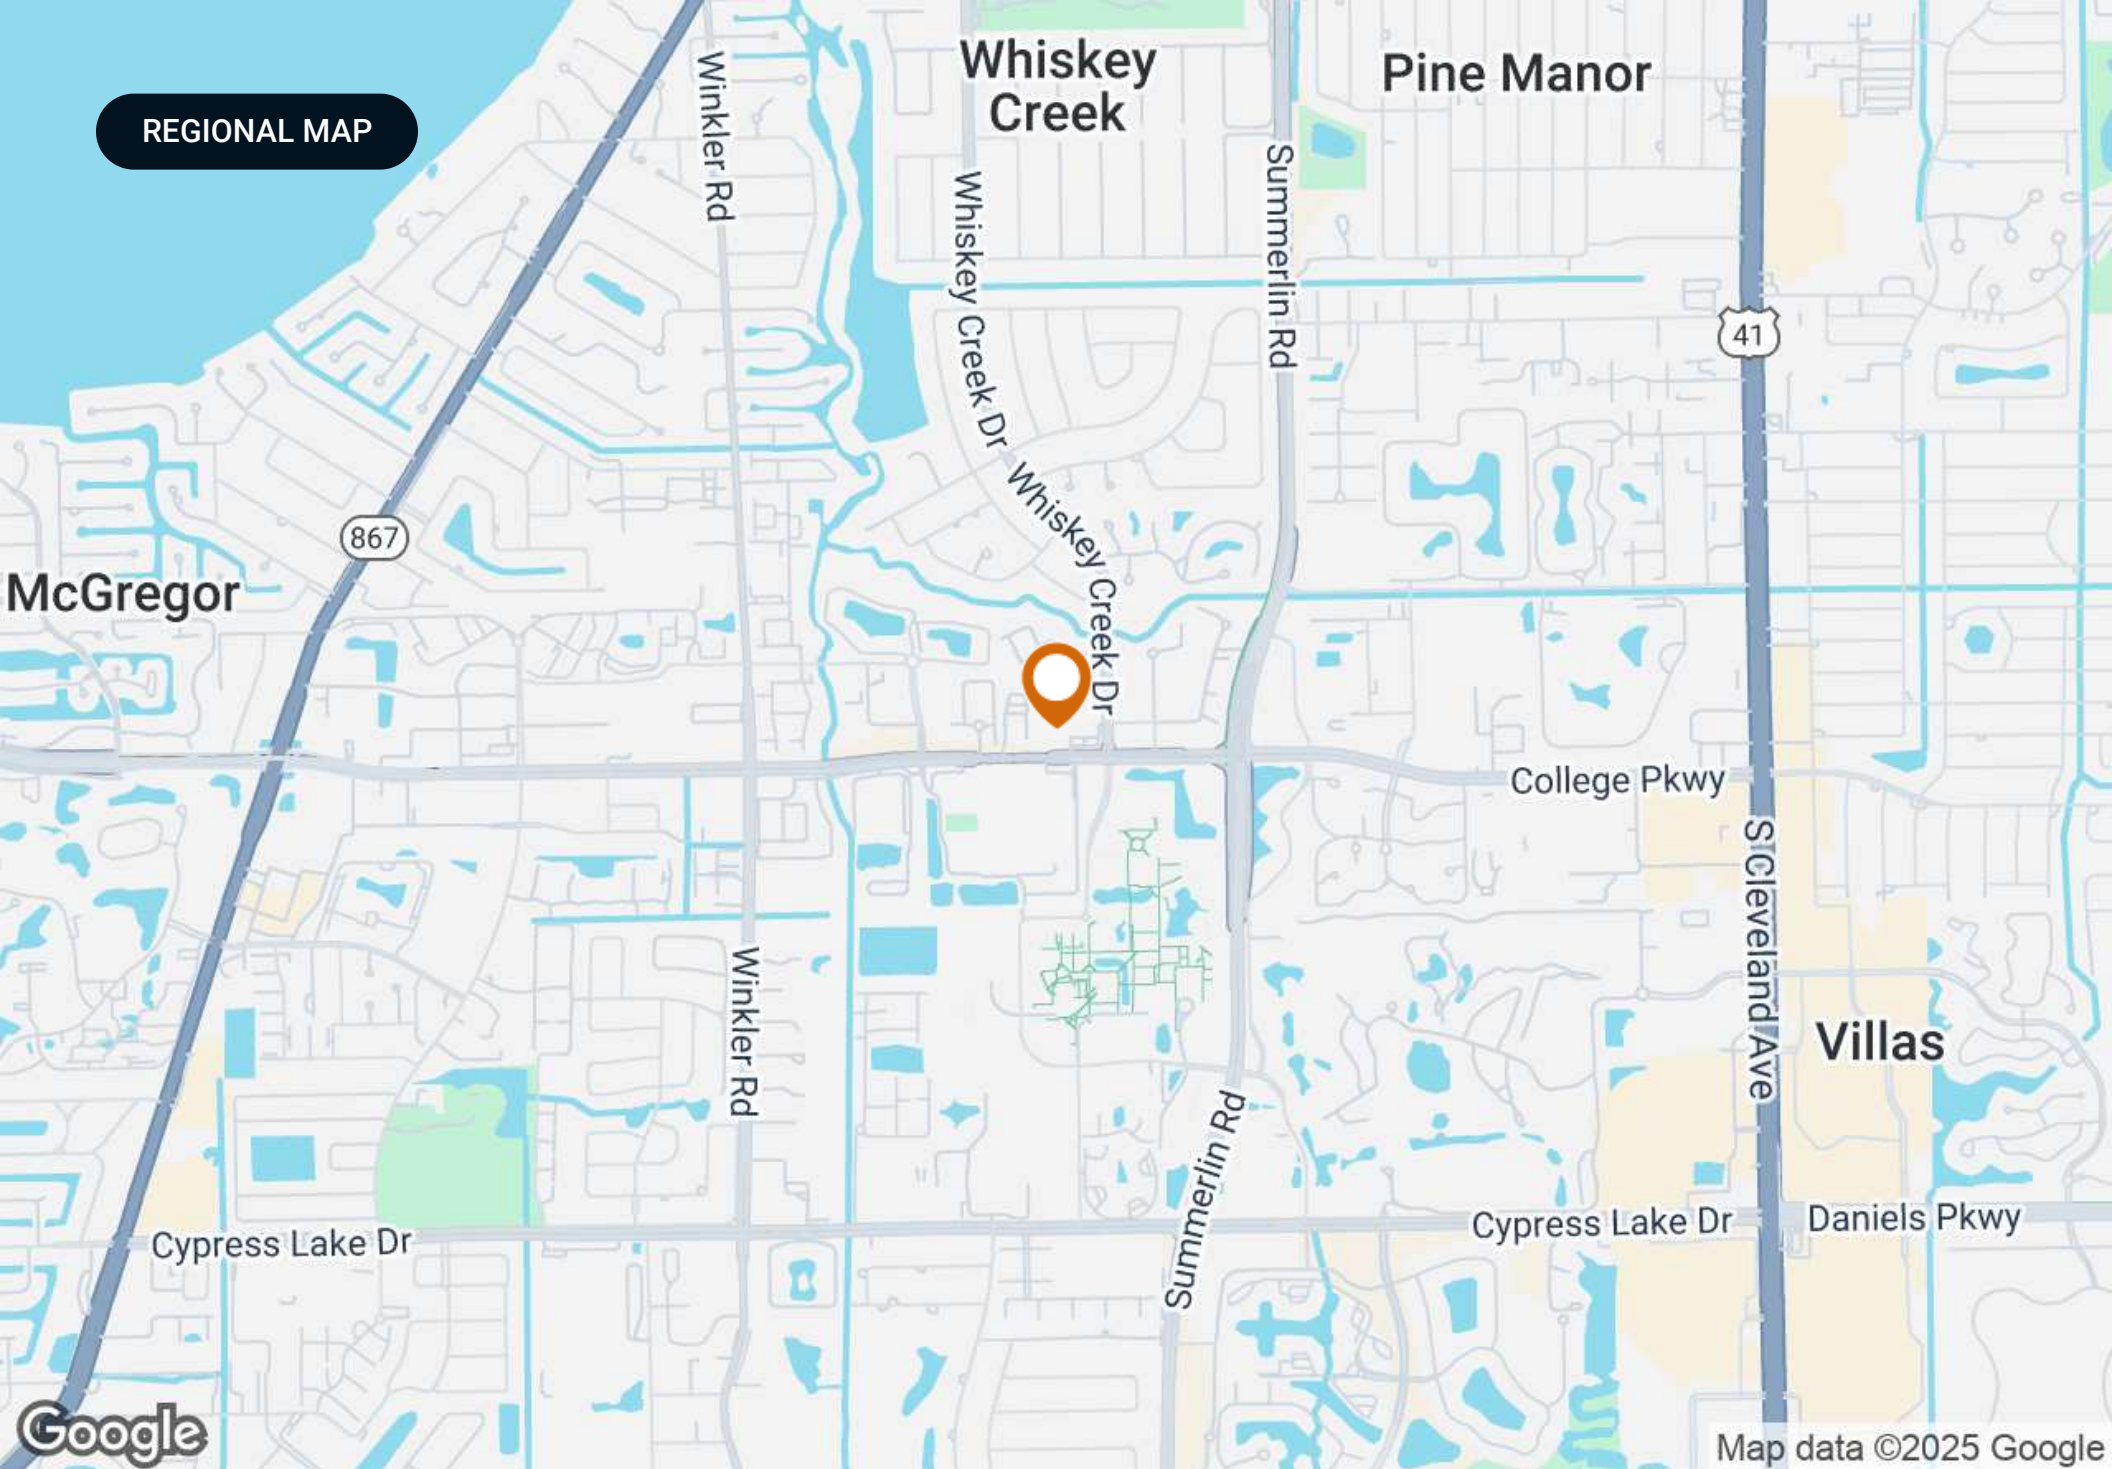 REGIONAL MAP
Whiskey
Creek
Pine Manor
Winkler Rd
Whiskey Creek Dr
Summerlin Rd
41
Whiskey Creek Dr
867
McGregor
College Pkwy
S Cleveland Ave
Winkler Rd
Villas
Summerlin Rd
Cypress Lake Dr
Cypress Lake Dr
Daniels Pkwy
Google
Map data ©2025 Google